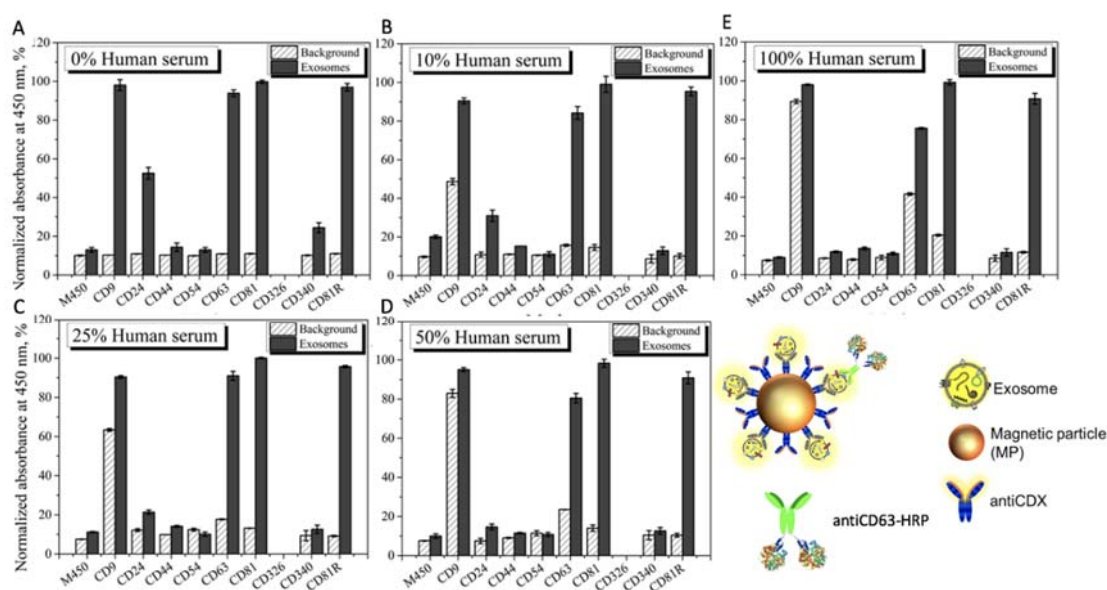 A
B
E
0% Human serum
Background
Exosomes
10% Human serum
Background
Exosomes
100% Human serum
Background
Exosomes
Normalized absorbance at 450 nm, %
120
100
80
60
40
20
0
120
100
80
60
40
20
0
120
100
80
60
40
20
0
M450 CD9 CD24 CD44 CD54 CD63 CD81 CD326 CD340 CD81R
M450 CD9 CD24 CD44 CD54 CD63 CD81 CD326 CD340 CD81R
M450 CD9 CD24 CD44 CD54 CD63 CD81 CD326 CD340 CD81R
C
D
25% Human serum
Background
Exosomes
50% Human serum
Background
Exosomes
Normalized absorbance at 450 nm, %
120
100
80
60
40
20
0
120
100
80
60
40
20
0
M450 CD9 CD24 CD44 CD54 CD63 CD81 CD326 CD340 CD81R
M450 CD9 CD24 CD44 CD54 CD63 CD81 CD326 CD340 CD81R
Exosome
Magnetic particle
(MP)
antiCDX
antiCD63-HRP